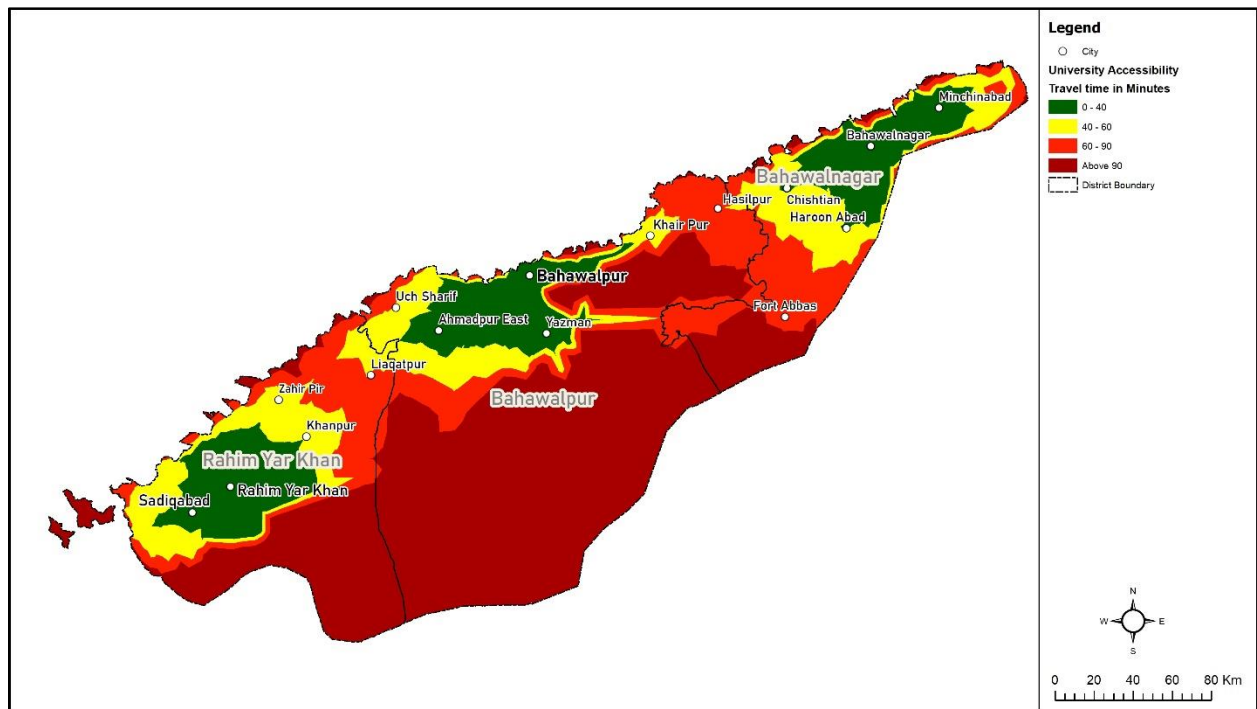 Legend
City
University Accessibility
Travel time in Minutes
0 - 40
40 - 60
60 - 90
Above 90
District Boundary
Minchinabad
Bahawalnagar
Bahawalnagar
Chishtian
Hasilpur
Haroon Abad
Khair Pur
Bahawalpur
Uch Sharif
Fort Abbas
Ahmadpur East
Yazman
Liaqatpur
Zahir Pir
Bahawalpur
Khanpur
Rahim Yar Khan
Rahim Yar Khan
Sadiqabad
N
W E
S
0 20 40 60 80 Km